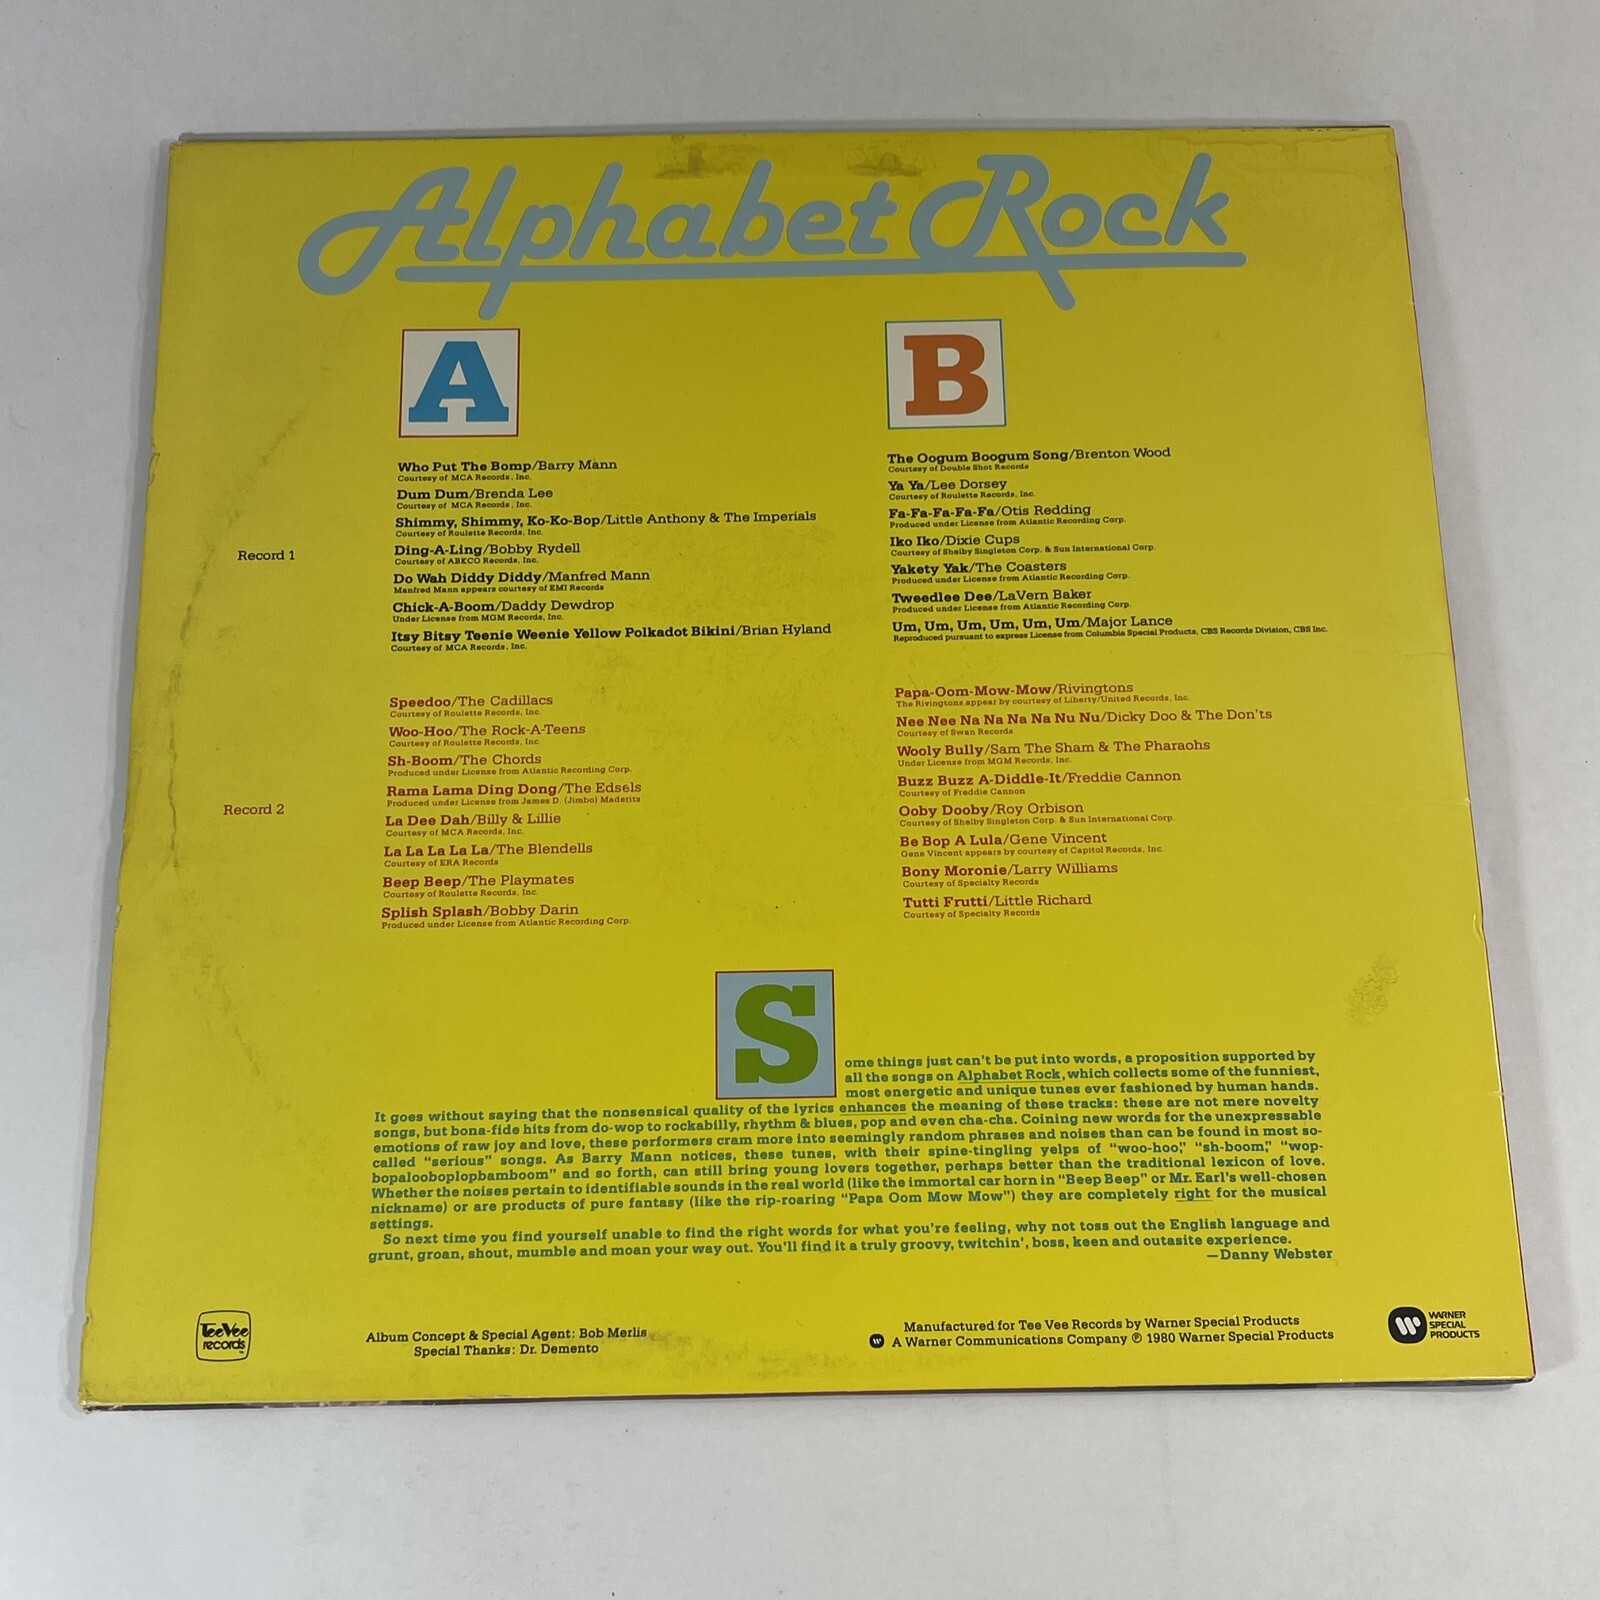 Alphabet Rock
A
B
Record 1
Who Put The Bomp/Barry Mann
Courtesy of MCA Records, Inc.
Dum Dum/Brenda Lee
Courtesy of MCA Records, Inc.
Shimmy, Shimmy, Ko-Ko-Bop/Little Anthony & The Imperials
Courtesy of Roulette Records, Inc.
Ding-A-Ling/Bobby Rydell
Courtesy of ABKCO Records, Inc.
Do Wah Diddy Diddy/Manfred Mann
Manfred Mann appears courtesy of EMI Records
Chick-A-Boom/Daddy Dewdrop
Under License from MGM Records, Inc.
Itsy Bitsy Teenie Weenie Yellow Polkadot Bikini/Brian Hyland
Courtesy of MCA Records, Inc.
The Oogum Boogum Song/Brenton Wood
Courtesy of Double Shot Records
Ya Ya/Lee Dorsey
Courtesy of Roulette Records, Inc.
Fa-Fa-Fa-Fa-Fa/Otis Redding
Produced under License from Atlantic Recording Corp.
Iko Iko/Dixie Cups
Courtesy of Shelby Singleton Corp. & Sun International Corp.
Yakety Yak/The Coasters
Produced under License from Atlantic Recording Corp.
Tweedlee Dee/LaVern Baker
Produced under License from Atlantic Recording Corp.
Um, Um, Um, Um, Um, Um/Major Lance
Reproduced pursuant to express License from Columbia Special Products, CBS Records Division, CBS Inc.
Record 2
Speedoo/The Cadillacs
Courtesy of Roulette Records, Inc.
Woo-Hoo/The Rock-A-Teens
Courtesy of Roulette Records, Inc.
Sh-Boom/The Chords
Produced under License from Atlantic Recording Corp.
Rama Lama Ding Dong/The Edsels
Produced under License from James D. (Jimbo) Maderitz
La Dee Dah/Billy & Lillie
Courtesy of MCA Records, Inc.
La La La La La/The Blendells
Courtesy of ERA Records
Beep Beep/The Playmates
Courtesy of Roulette Records, Inc.
Splish Splash/Bobby Darin
Produced under License from Atlantic Recording Corp.
Papa-Oom-Mow-Mow/Rivingtons
The Rivingtons appear by courtesy of Liberty/United Records, Inc.
Nee Nee Na Na Na Na Nu Nu/Dicky Doo & The Don'ts
Courtesy of Swan Records
Wooly Bully/Sam The Sham & The Pharaohs
Under License from MGM Records, Inc.
Buzz Buzz A-Diddle-It/Freddie Cannon
Courtesy of Freddie Cannon
Ooby Dooby/Roy Orbison
Courtesy of Shelby Singleton Corp. & Sun International Corp.
Be Bop A Lula/Gene Vincent
Gene Vincent appears by courtesy of Capitol Records, Inc.
Bony Moronie/Larry Williams
Courtesy of Specialty Records
Tutti Frutti/Little Richard
Courtesy of Specialty Records
S
ome things just can't be put into words, a proposition supported by
all the songs on Alphabet Rock, which collects some of the funniest,
most energetic and unique tunes ever fashioned by human hands.
It goes without saying that the nonsensical quality of the lyrics enhances the meaning of these tracks: these are not mere novelty
songs, but bona-fide hits from do-wop to rockabilly, rhythm & blues, pop and even cha-cha. Coining new words for the unexpressable
emotions of raw joy and love, these performers cram more into seemingly random phrases and noises than can be found in most so-
called "serious" songs. As Barry Mann notices, these tunes, with their spine-tingling yelps of "woo-hoo," "sh-boom," "wop-
bopalooboplopbamboom" and so forth, can still bring young lovers together, perhaps better than the traditional lexicon of love.
Whether the noises pertain to identifiable sounds in the real world (like the immortal car horn in "Beep Beep" or Mr. Earl's well-chosen
nickname) or are products of pure fantasy (like the rip-roaring "Papa Oom Mow Mow") they are completely right for the musical
settings.
So next time you find yourself unable to find the right words for what you're feeling, why not toss out the English language and
grunt, groan, shout, mumble and moan your way out. You'll find it a truly groovy, twitchin', boss, keen and outasite experience.
—Danny Webster
TeeVee
records
Album Concept & Special Agent: Bob Merlis
Special Thanks: Dr. Demento
Manufactured for Tee Vee Records by Warner Special Products
A Warner Communications Company ℗ 1980 Warner Special Products
WARNER
SPECIAL
PRODUCTS